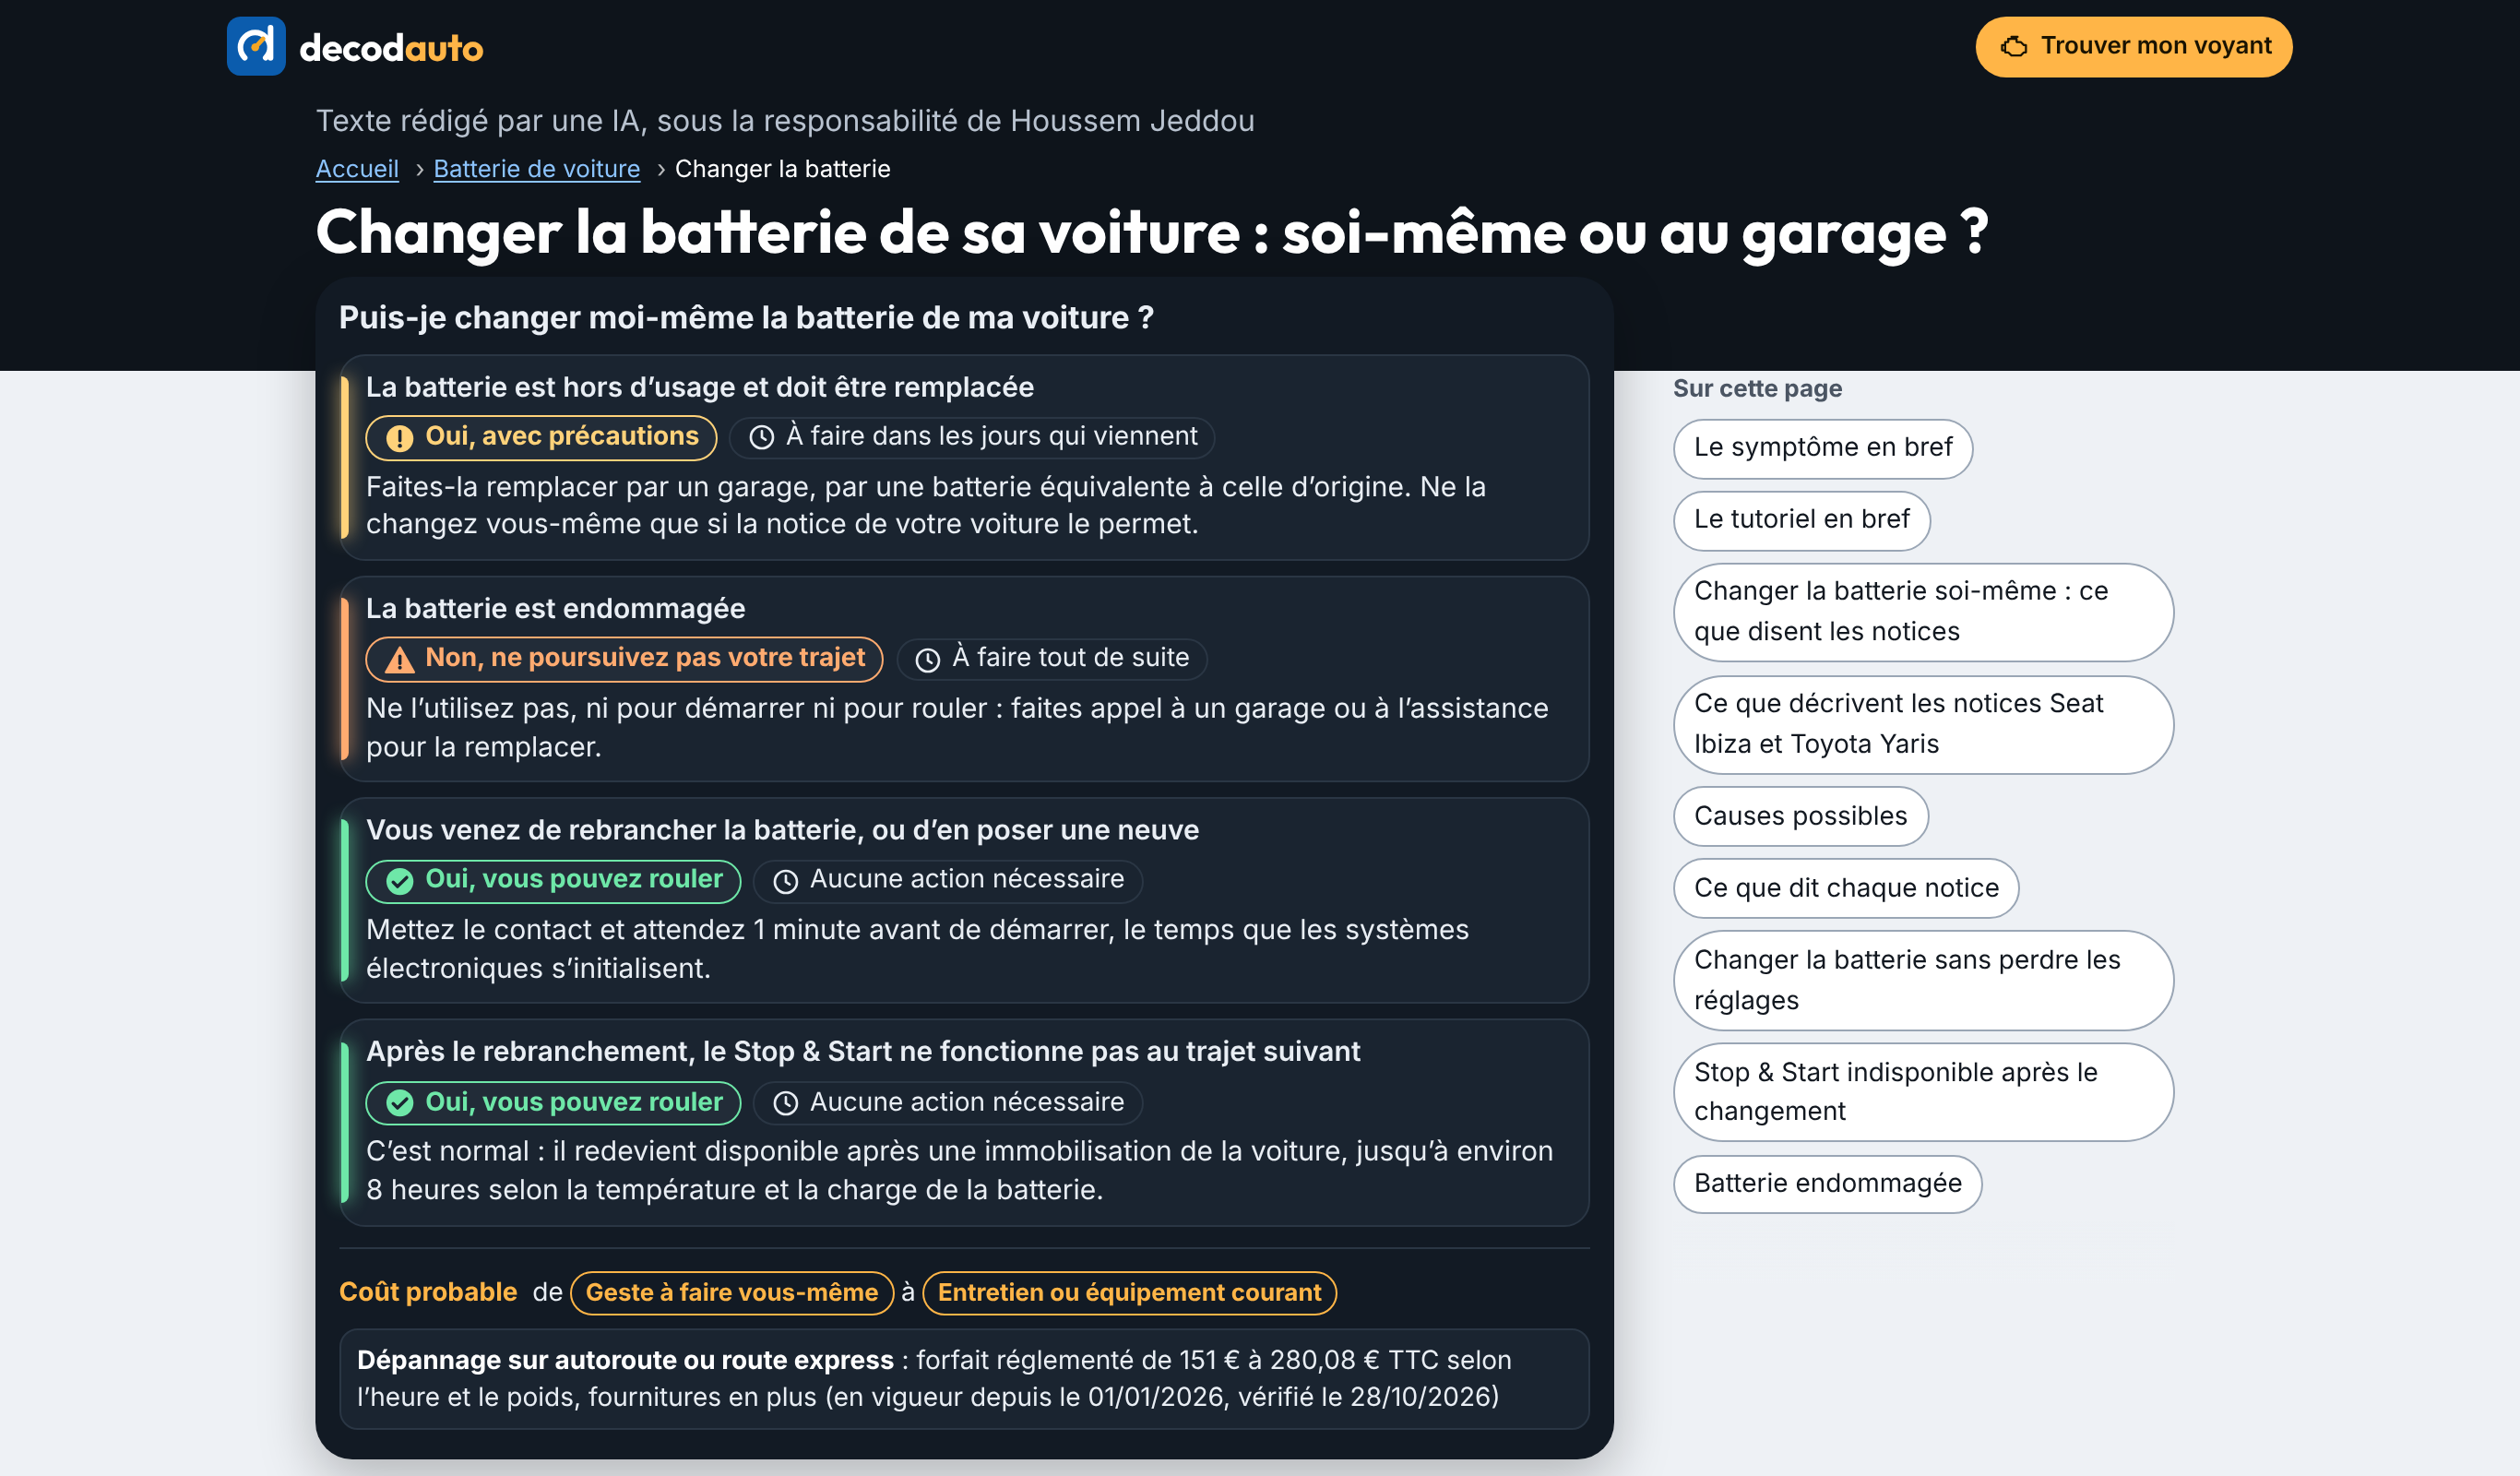 decodauto
Trouver mon voyant
Texte rédigé par une IA, sous la responsabilité de Houssem Jeddou
Accueil › Batterie de voiture › Changer la batterie
Changer la batterie de sa voiture : soi-même ou au garage ?
Puis-je changer moi-même la batterie de ma voiture ?
La batterie est hors d’usage et doit être remplacée
Oui, avec précautions
À faire dans les jours qui viennent
Faites-la remplacer par un garage, par une batterie équivalente à celle d’origine. Ne la
changez vous-même que si la notice de votre voiture le permet.
La batterie est endommagée
Non, ne poursuivez pas votre trajet
À faire tout de suite
Ne l’utilisez pas, ni pour démarrer ni pour rouler : faites appel à un garage ou à l’assistance
pour la remplacer.
Vous venez de rebrancher la batterie, ou d’en poser une neuve
Oui, vous pouvez rouler
Aucune action nécessaire
Mettez le contact et attendez 1 minute avant de démarrer, le temps que les systèmes
électroniques s’initialisent.
Après le rebranchement, le Stop & Start ne fonctionne pas au trajet suivant
Oui, vous pouvez rouler
Aucune action nécessaire
C’est normal : il redevient disponible après une immobilisation de la voiture, jusqu’à environ
8 heures selon la température et la charge de la batterie.
Coût probable de Geste à faire vous-même à Entretien ou équipement courant
Dépannage sur autoroute ou route express : forfait réglementé de 151 € à 280,08 € TTC selon
l’heure et le poids, fournitures en plus (en vigueur depuis le 01/01/2026, vérifié le 28/10/2026)
Sur cette page
Le symptôme en bref
Le tutoriel en bref
Changer la batterie soi-même : ce
que disent les notices
Ce que décrivent les notices Seat
Ibiza et Toyota Yaris
Causes possibles
Ce que dit chaque notice
Changer la batterie sans perdre les
réglages
Stop & Start indisponible après le
changement
Batterie endommagée